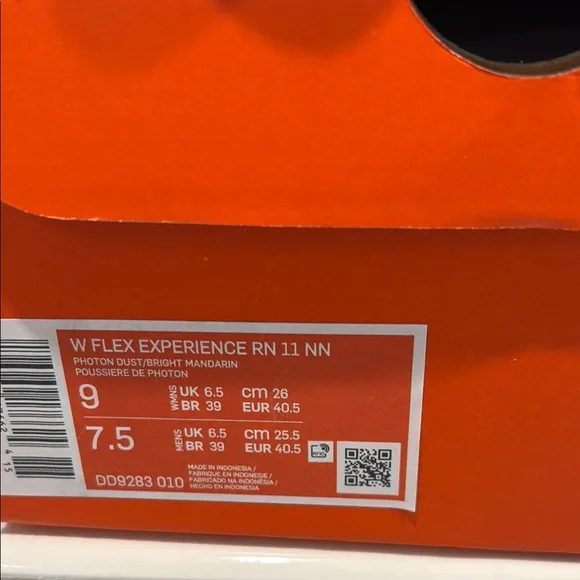 W FLEX EXPERIENCE RN 11 NN
PHOTON DUST/BRIGHT MANDARIN
POUSSIERE DE PHOTON
9 WMNS UK 6.5 cm 26
BR 39 EUR 40.5
7.5 MENS UK 6.5 cm 25.5
BR 39 EUR 40.5
DD9283 010
MADE IN INDONESIA /
FABRIQUE EN INDONESIE /
FABRICADO NA INDONÉSIA /
HECHO EN INDONESIA
4 15